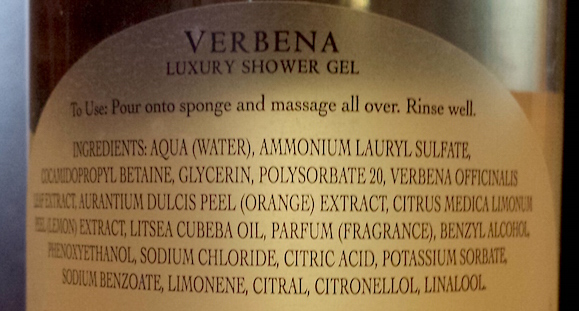 VERBENA
LUXURY SHOWER GEL
To Use: Pour onto sponge and massage all over. Rinse well.
INGREDIENTS: AQUA (WATER), AMMONIUM LAURYL SULFATE,
COCAMIDOPROPYL BETAINE, GLYCERIN, POLYSORBATE 20, VERBENA OFFICINALIS
LEAF EXTRACT, AURANTIUM DULCIS PEEL (ORANGE) EXTRACT, CITRUS MEDICA LIMONUM
PEEL (LEMON) EXTRACT, LITSEA CUBEBA OIL, PARFUM (FRAGRANCE), BENZYL ALCOHOL,
PHENOXYETHANOL, SODIUM CHLORIDE, CITRIC ACID, POTASSIUM SORBATE,
SODIUM BENZOATE, LIMONENE, CITRAL, CITRONELLOL, LINALOOL.